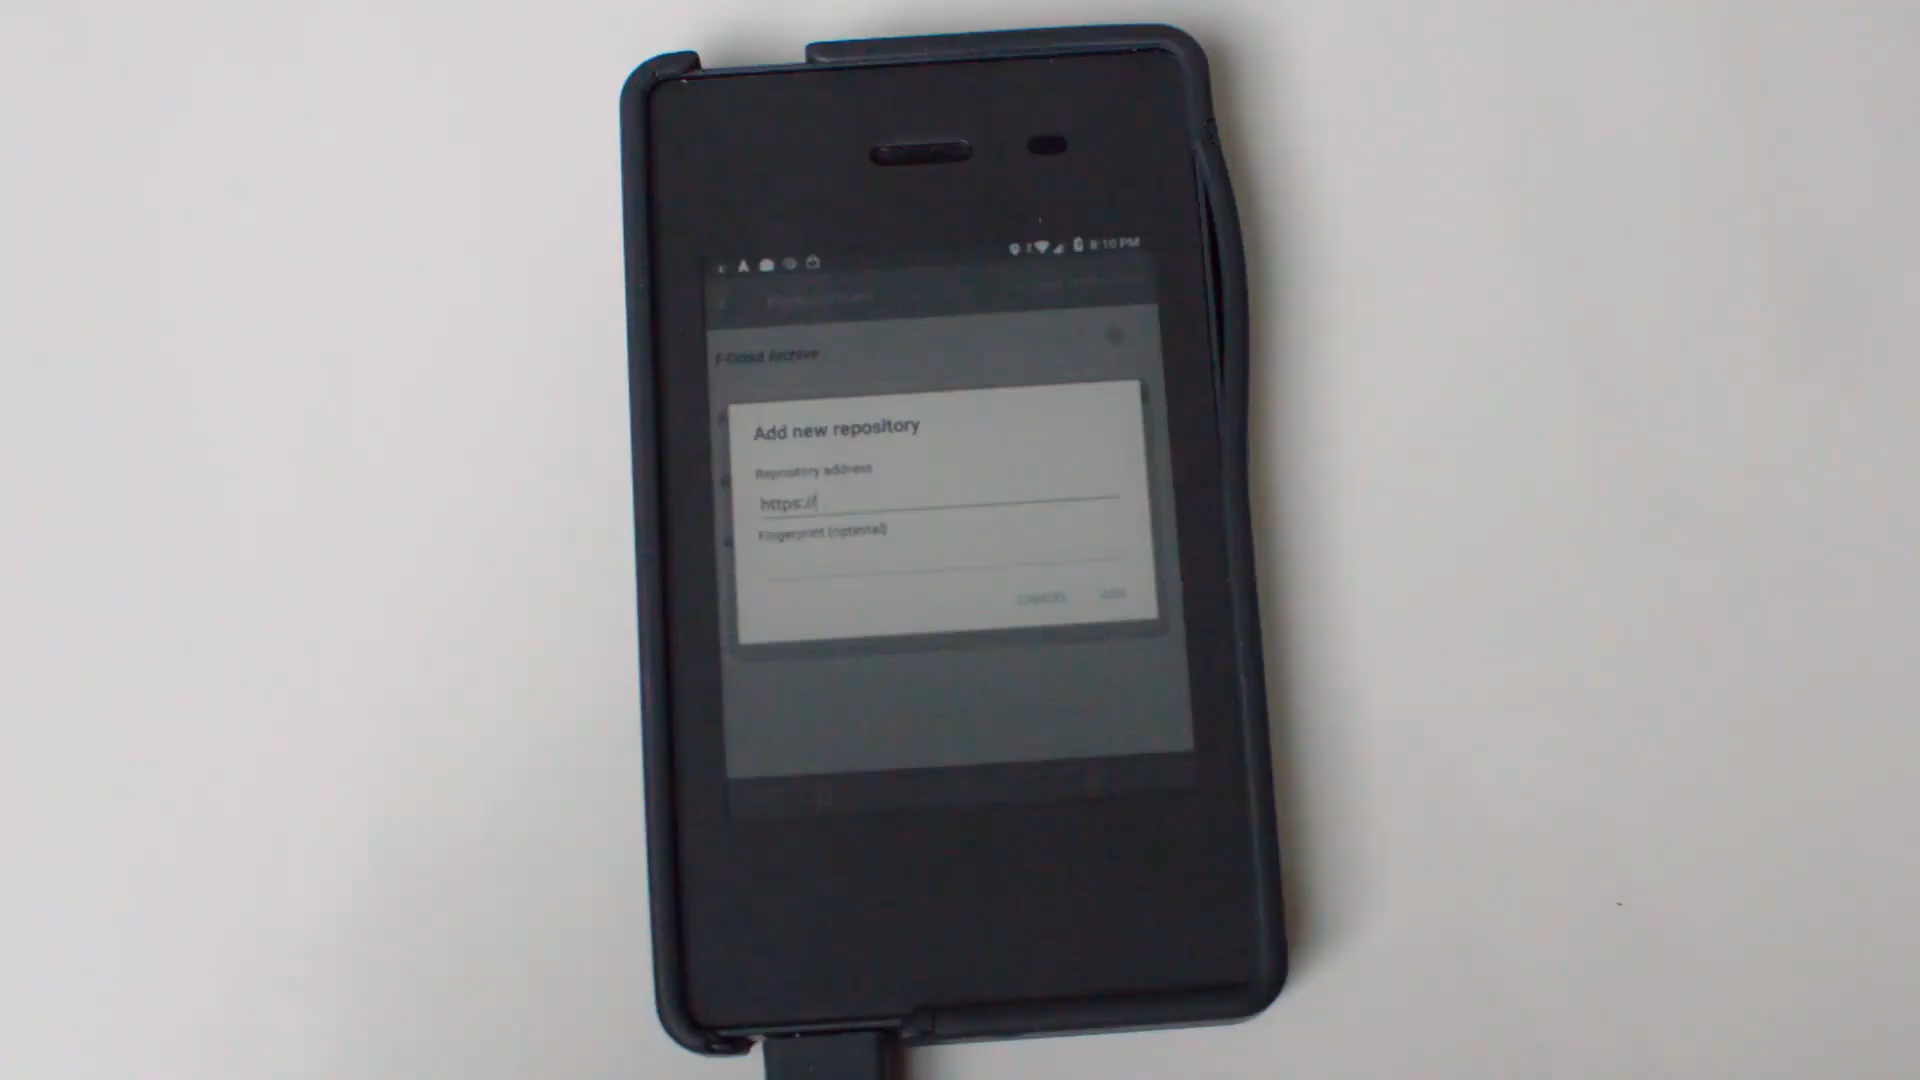 8:10 PM
F-Droid Archive
Add new repository
Repository address
https://
Fingerprint (optional)
CANCEL ADD